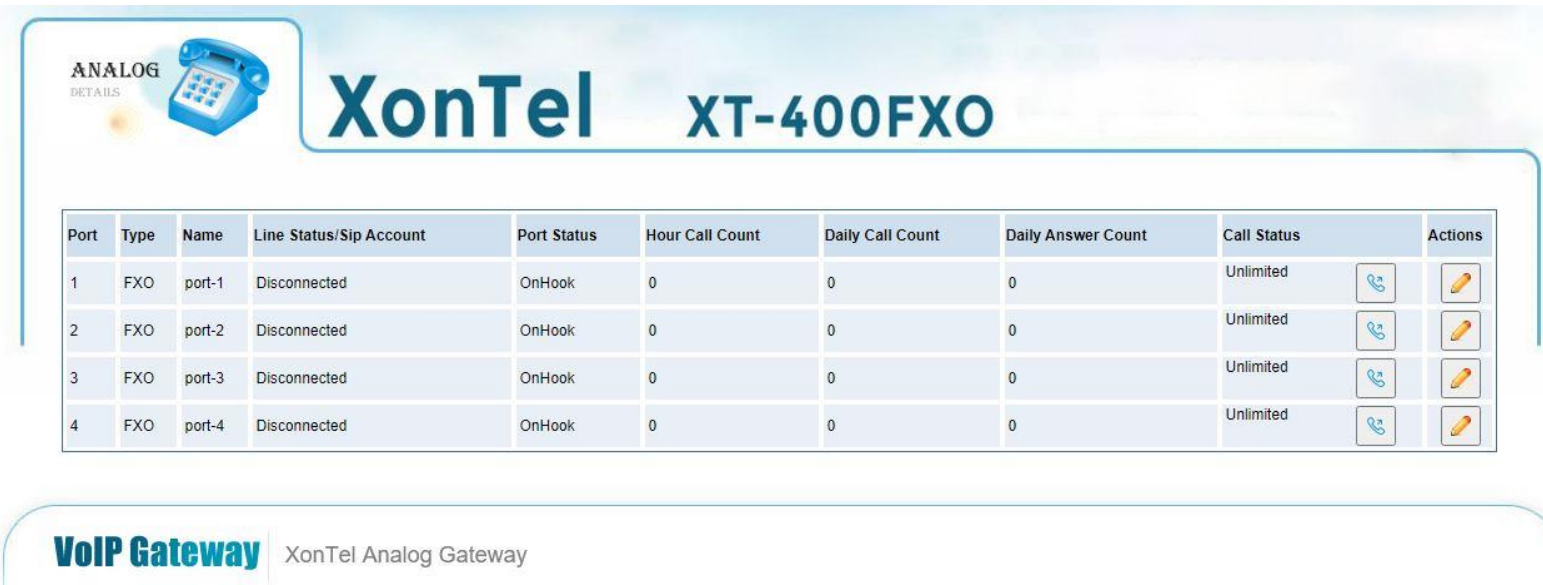 ANALOG
DETAILS
XonTel XT-400FXO
Port Type Name Line Status/Sip Account Port Status Hour Call Count Daily Call Count Daily Answer Count Call Status Actions
1 FXO port-1 Disconnected OnHook 0 0 0 Unlimited
2 FXO port-2 Disconnected OnHook 0 0 0 Unlimited
3 FXO port-3 Disconnected OnHook 0 0 0 Unlimited
4 FXO port-4 Disconnected OnHook 0 0 0 Unlimited
VoIP Gateway XonTel Analog Gateway